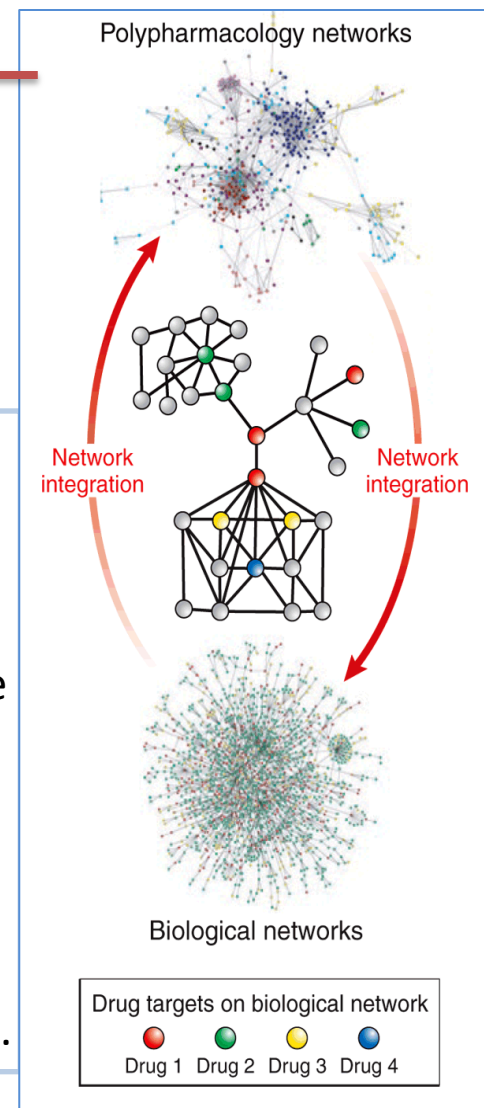 Polypharmacology networks
Network
integration
Network
integration
e
Biological networks
.
Drug targets on biological network
Drug 1 Drug 2 Drug 3 Drug 4